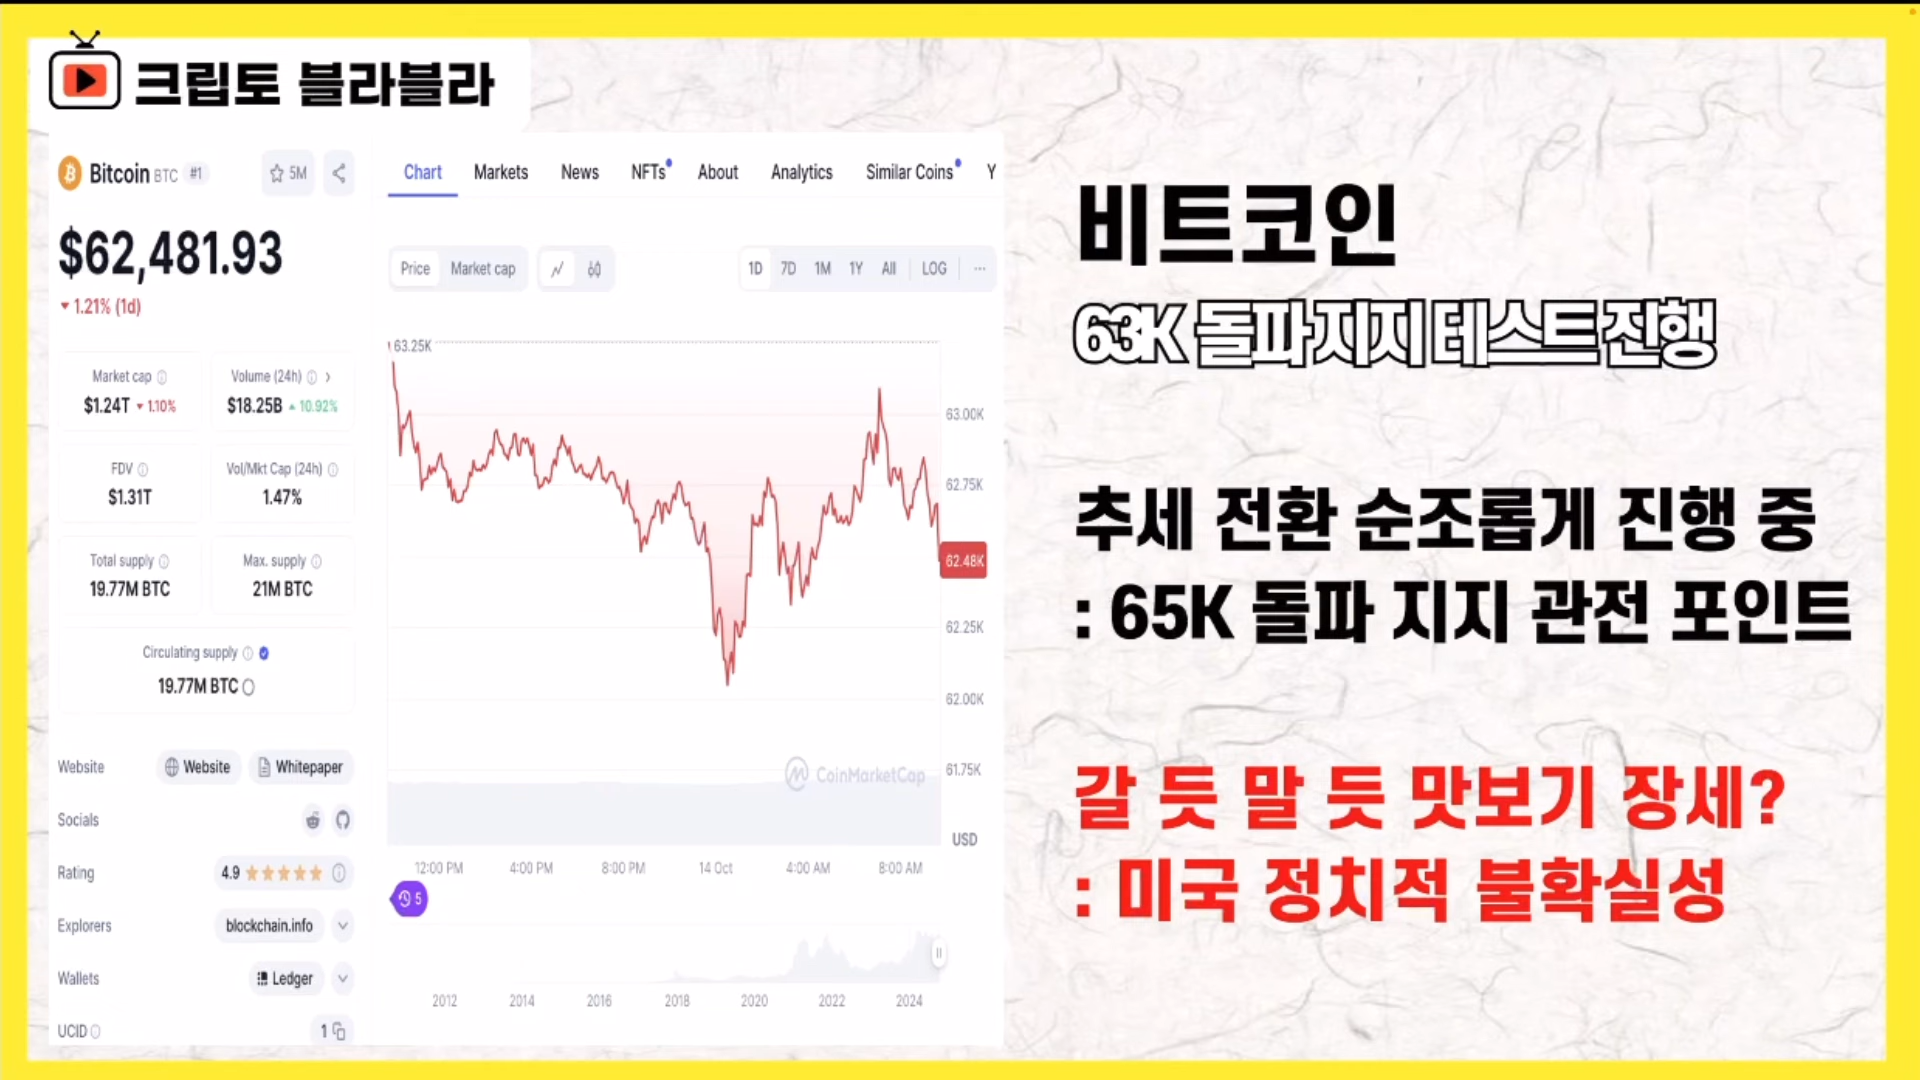 크립토 블라블라
Bitcoin BTC #1
5M
$62,481.93
1.21% (1d)
Market cap
$1.24T 1.10%
Volume (24h)
$18.25B 10.92%
FDV
$1.31T
Vol/Mkt Cap (24h)
1.47%
Total supply
19.77M BTC
Max. supply
21M BTC
Circulating supply
19.77M BTC
Website Website Whitepaper
Socials
Rating 4.9
Explorers blockchain.info
Wallets Ledger
UCID 1
Chart Markets News NFTs About Analytics Similar Coins Y
Price Market cap
1D 7D 1M 1Y All LOG
63.25K
63.00K
62.75K
62.48K
62.25K
62.00K
61.75K
CoinMarketCap
USD
12:00 PM 4:00 PM 8:00 PM 14 Oct 4:00 AM 8:00 AM
5
2012 2014 2016 2018 2020 2022 2024
비트코인
63K 돌파 지지 테스트 진행
추세 전환 순조롭게 진행 중
: 65K 돌파 지지 관전 포인트
갈 듯 말 듯 맛보기 장세?
: 미국 정치적 불확실성